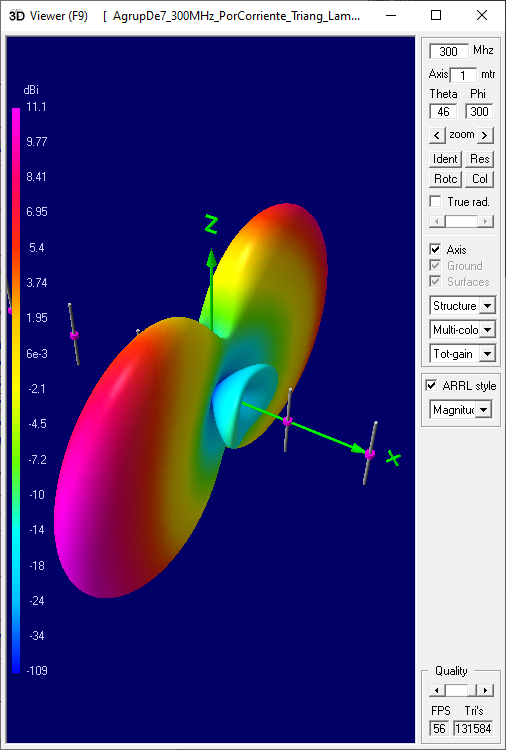 3D Viewer (F9) [ AgrupDe7_300MHz_PorCorriente_Triang_Lam...
300 Mhz
Axis 1 mtr
Theta Phi
46 300
< zoom >
Ident Res
Rotc Col
True rad.
Axis
Ground
Surfaces
Structure
Multi-colo
Tot-gain
ARRL style
Magnituc
Quality
FPS Tri's
56 131584
dBi
11.1
9.77
8.41
6.95
5.4
3.74
1.95
6e-3
-2.1
-4.5
-7.2
-10
-14
-18
-24
-34
-109
Z
X